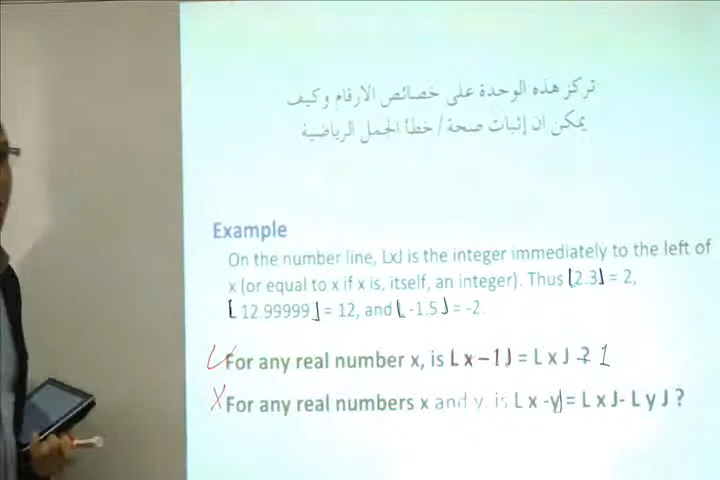 تركز هذه الوحدة على خصائص الارقام وكيف
يمكن ان إثبات صحة/خطأ الجمل الرياضية
Example
On the number line, LxJ is the integer immediately to the left of
x (or equal to x if x is, itself, an integer). Thus ⌊2.3⌋ = 2,
⌊12.99999⌋ = 12, and ⌊-1.5⌋ = -2.
For any real number x, is L x – 1 J = L x J - 1
X For any real numbers x and y, is L x -y⌋= L x J- L y J ?